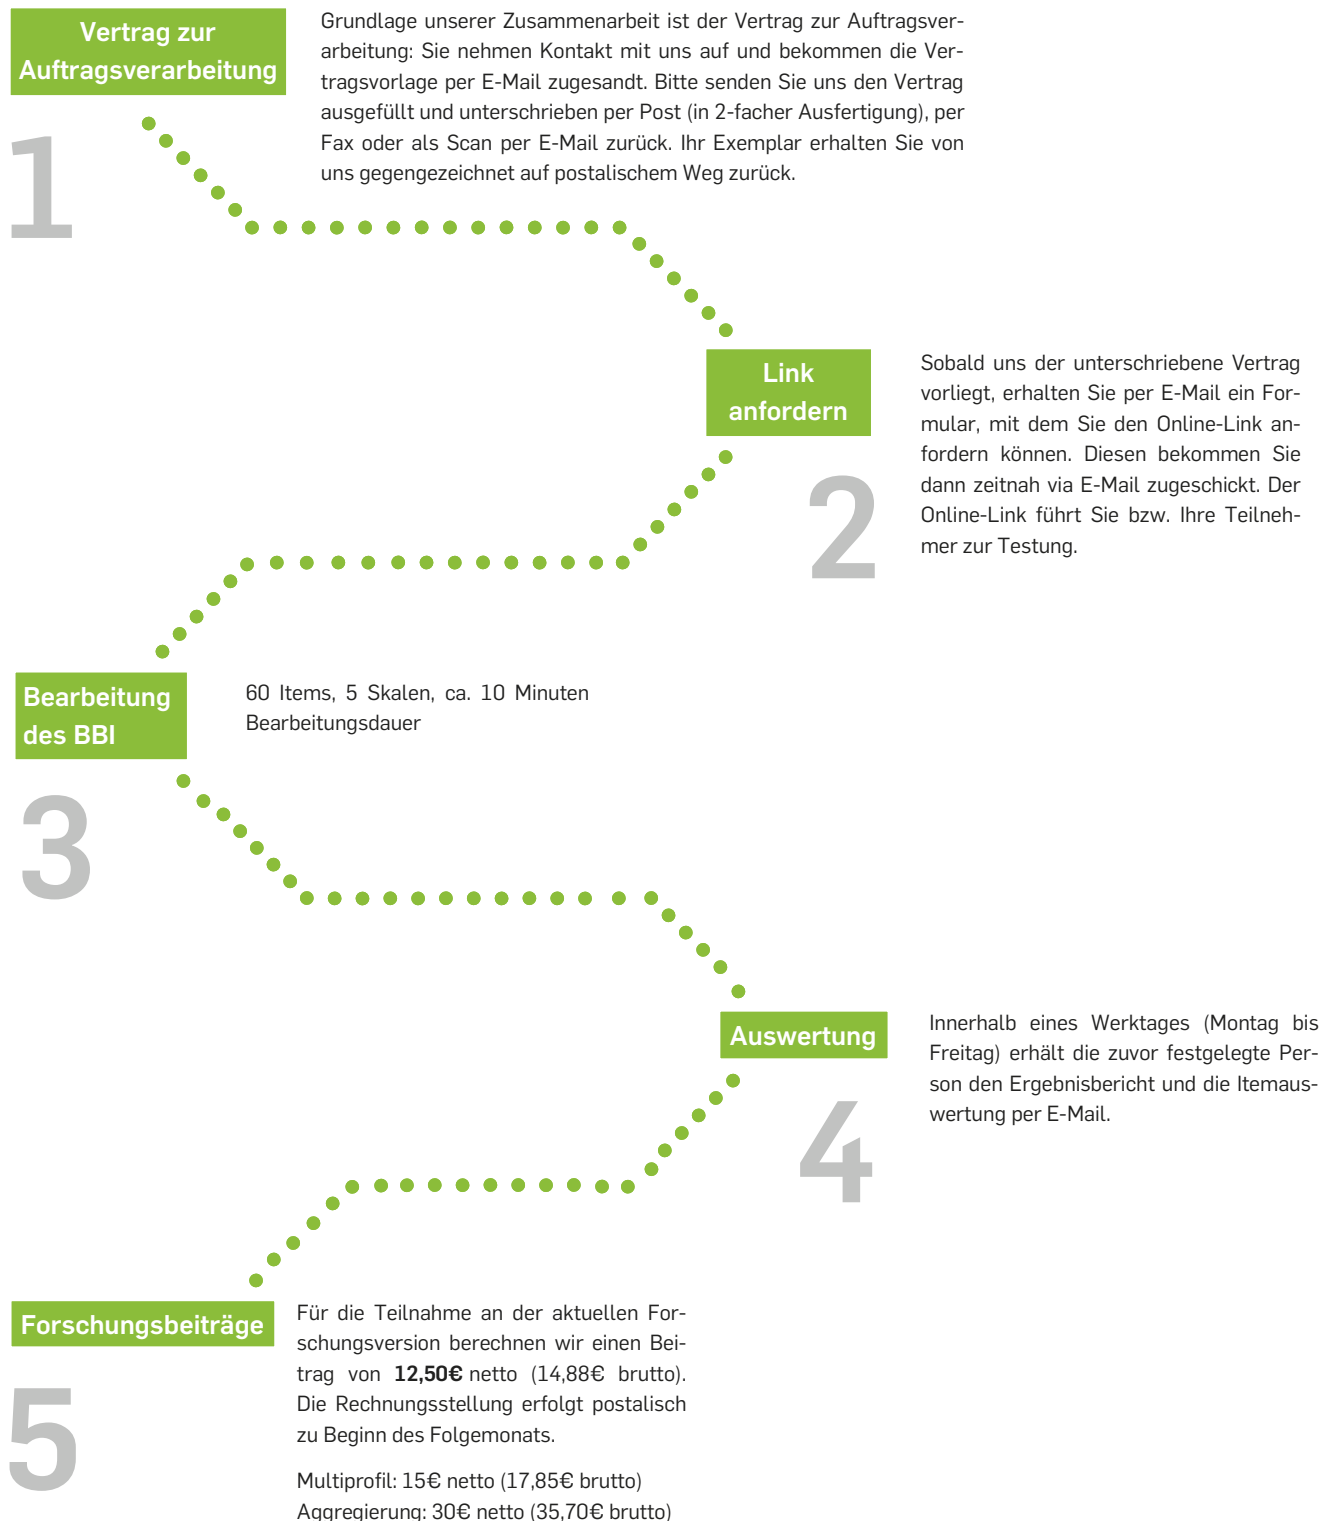 Vertrag zur
Auftragsverarbeitung
1
Grundlage unserer Zusammenarbeit ist der Vertrag zur Auftragsver-
arbeitung: Sie nehmen Kontakt mit uns auf und bekommen die Ver-
tragsvorlage per E-Mail zugesandt. Bitte senden Sie uns den Vertrag
ausgefüllt und unterschrieben per Post (in 2-facher Ausfertigung), per
Fax oder als Scan per E-Mail zurück. Ihr Exemplar erhalten Sie von
uns gegengezeichnet auf postalischem Weg zurück.
Link
anfordern
2
Sobald uns der unterschriebene Vertrag
vorliegt, erhalten Sie per E-Mail ein For-
mular, mit dem Sie den Online-Link an-
fordern können. Diesen bekommen Sie
dann zeitnah via E-Mail zugeschickt. Der
Online-Link führt Sie bzw. Ihre Teilneh-
mer zur Testung.
Bearbeitung
des BBI
3
60 Items, 5 Skalen, ca. 10 Minuten
Bearbeitungsdauer
Auswertung
4
Innerhalb eines Werktages (Montag bis
Freitag) erhält die zuvor festgelegte Per-
son den Ergebnisbericht und die Itemaus-
wertung per E-Mail.
Forschungsbeiträge
5
Für die Teilnahme an der aktuellen For-
schungsversion berechnen wir einen Bei-
trag von 12,50€ netto (14,88€ brutto).
Die Rechnungsstellung erfolgt postalisch
zu Beginn des Folgemonats.
Multiprofil: 15€ netto (17,85€ brutto)
Aggregierung: 30€ netto (35,70€ brutto)